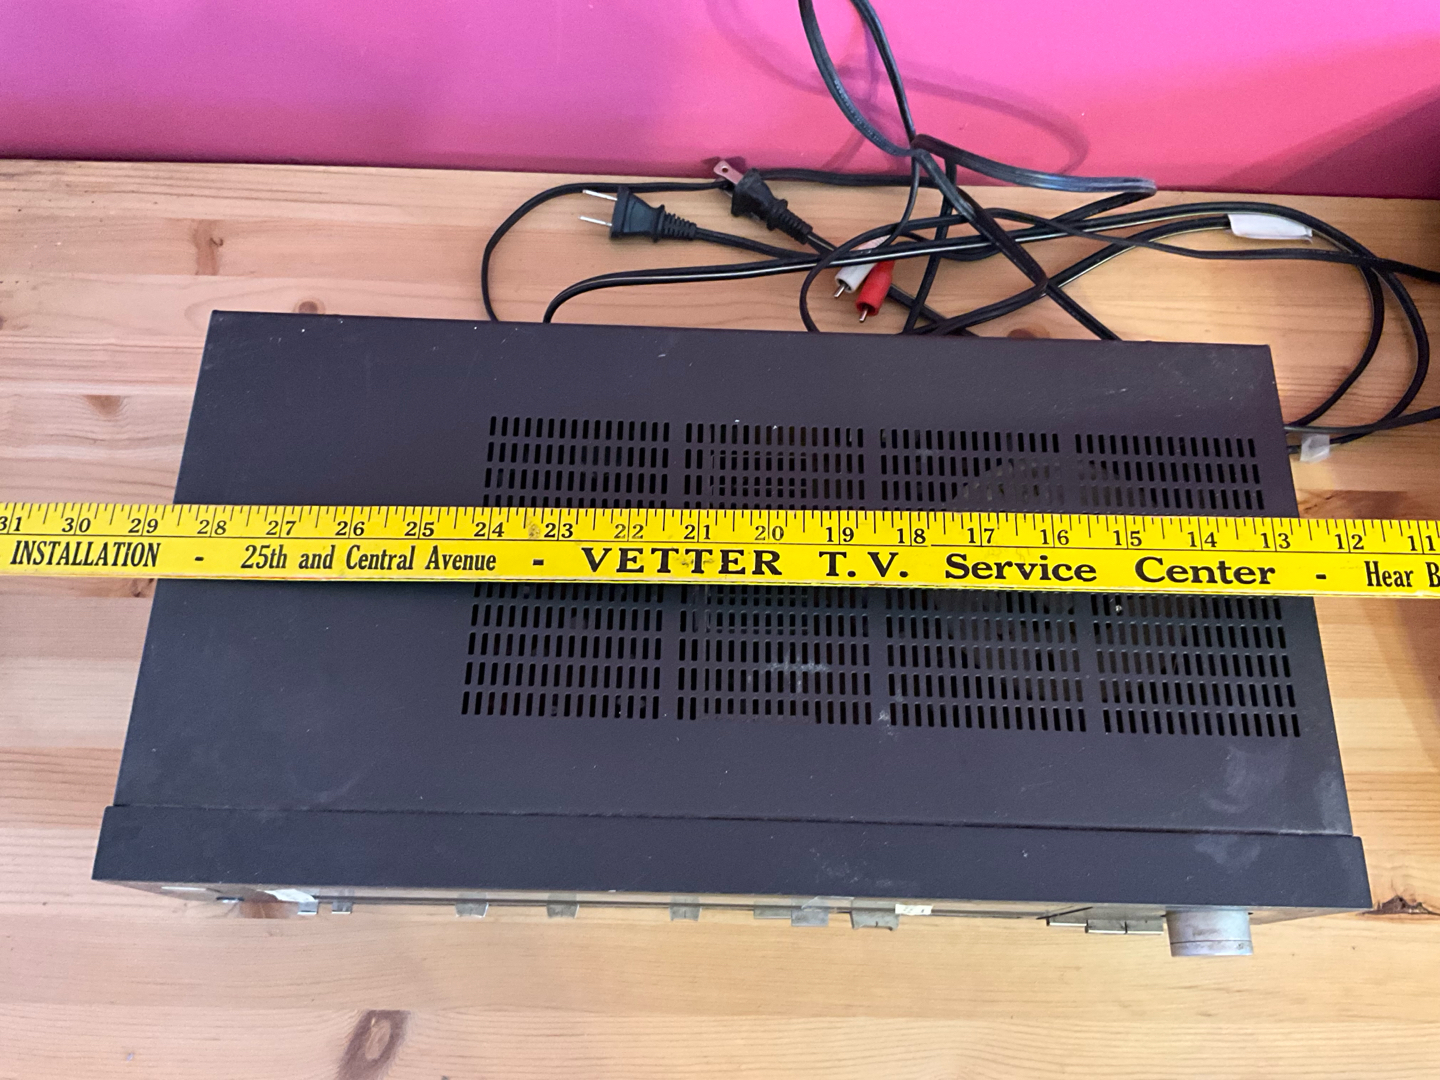 31 30 29 28 27 26 25 24 23 22 21 20 19 18 17 16 15 14 13 12 11
INSTALLATION - 25th and Central Avenue - VETTER T.V. Service Center - Hear B